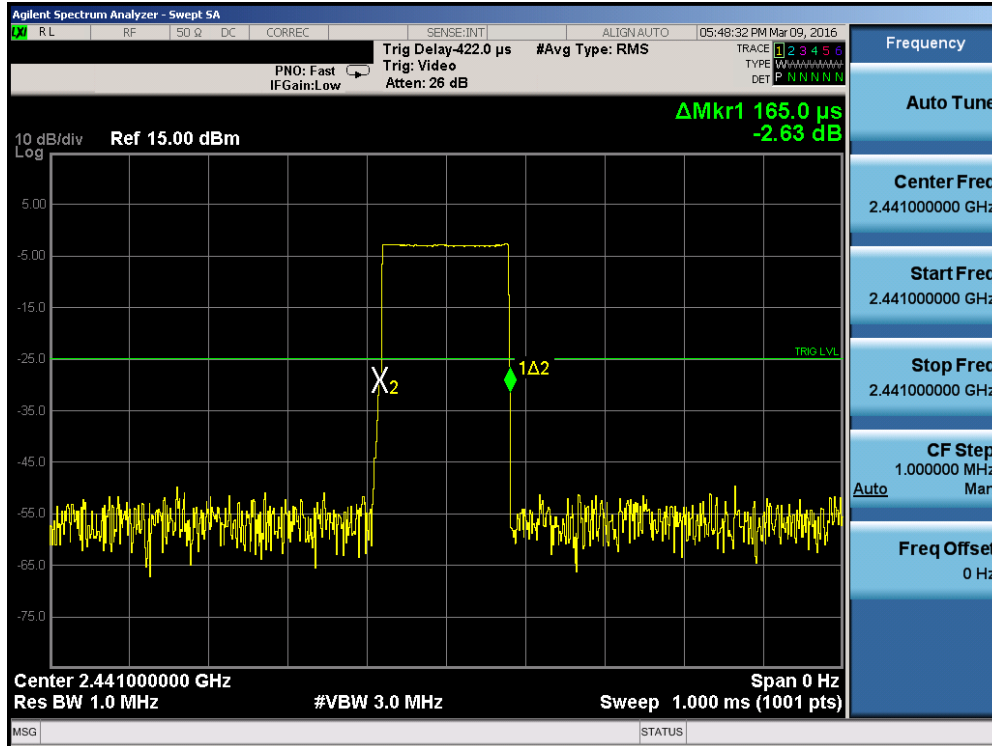 Agilent Spectrum Analyzer - Swept SA
LXI RL RF 50 Ω DC CORREC SENSE:INT ALIGN AUTO 05:48:32 PM Mar 09, 2016
Trig Delay-422.0 µs #Avg Type: RMS TRACE 1 2 3 4 5 6
PNO: Fast Trig: Video TYPE WWWWWW
IFGain:Low Atten: 26 dB DET P N N N N N
ΔMkr1 165.0 µs
-2.63 dB
10 dB/div Ref 15.00 dBm
Log
5.00
-5.00
-15.0
-25.0
TRIG LVL
1Δ2
X2
-35.0
-45.0
-55.0
-65.0
-75.0
Center 2.441000000 GHz Span 0 Hz
Res BW 1.0 MHz #VBW 3.0 MHz Sweep 1.000 ms (1001 pts)
MSG STATUS
Frequency
Auto Tune
Center Freq
2.441000000 GHz
Start Freq
2.441000000 GHz
Stop Freq
2.441000000 GHz
CF Step
1.000000 MHz
Auto Man
Freq Offset
0 Hz